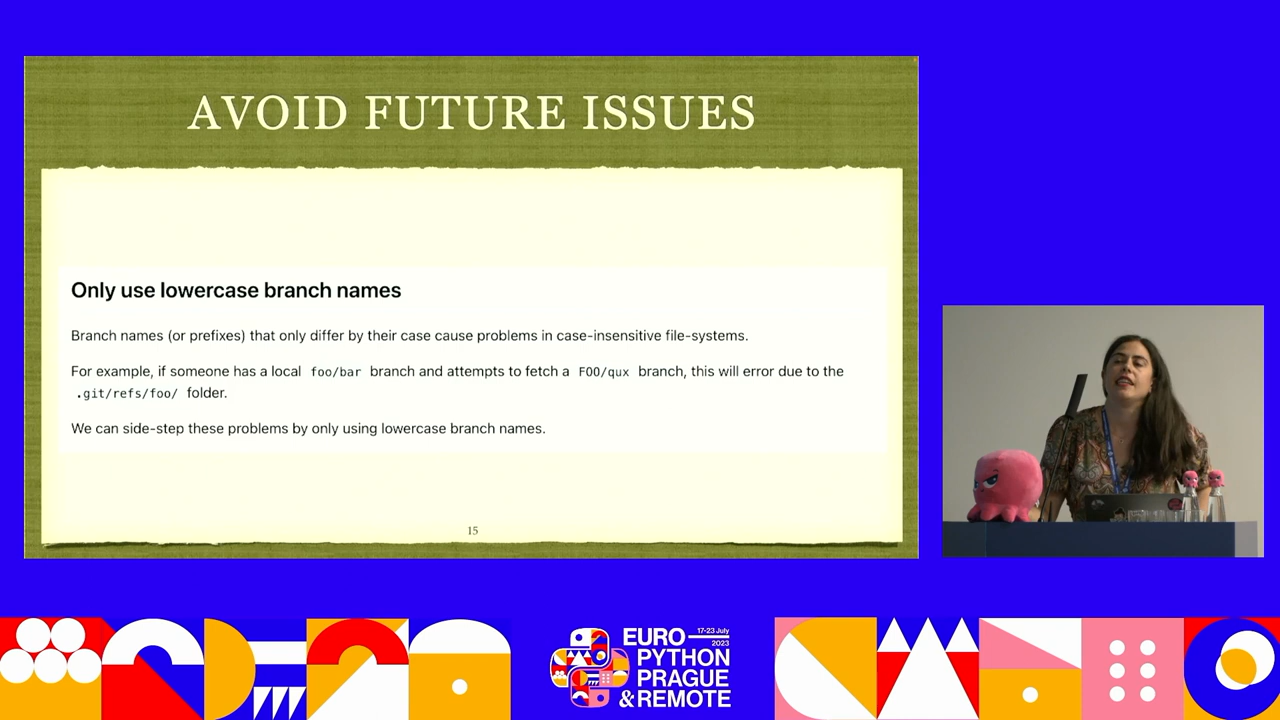 AVOID FUTURE ISSUES
Only use lowercase branch names
Branch names (or prefixes) that only differ by their case cause problems in case-insensitive file-systems.
For example, if someone has a local foo/bar branch and attempts to fetch a FOO/qux branch, this will error due to the
.git/refs/foo/ folder.
We can side-step these problems by only using lowercase branch names.
15
EURO 17-23 July
2023
PYTHON
PRAGUE
& REMOTE